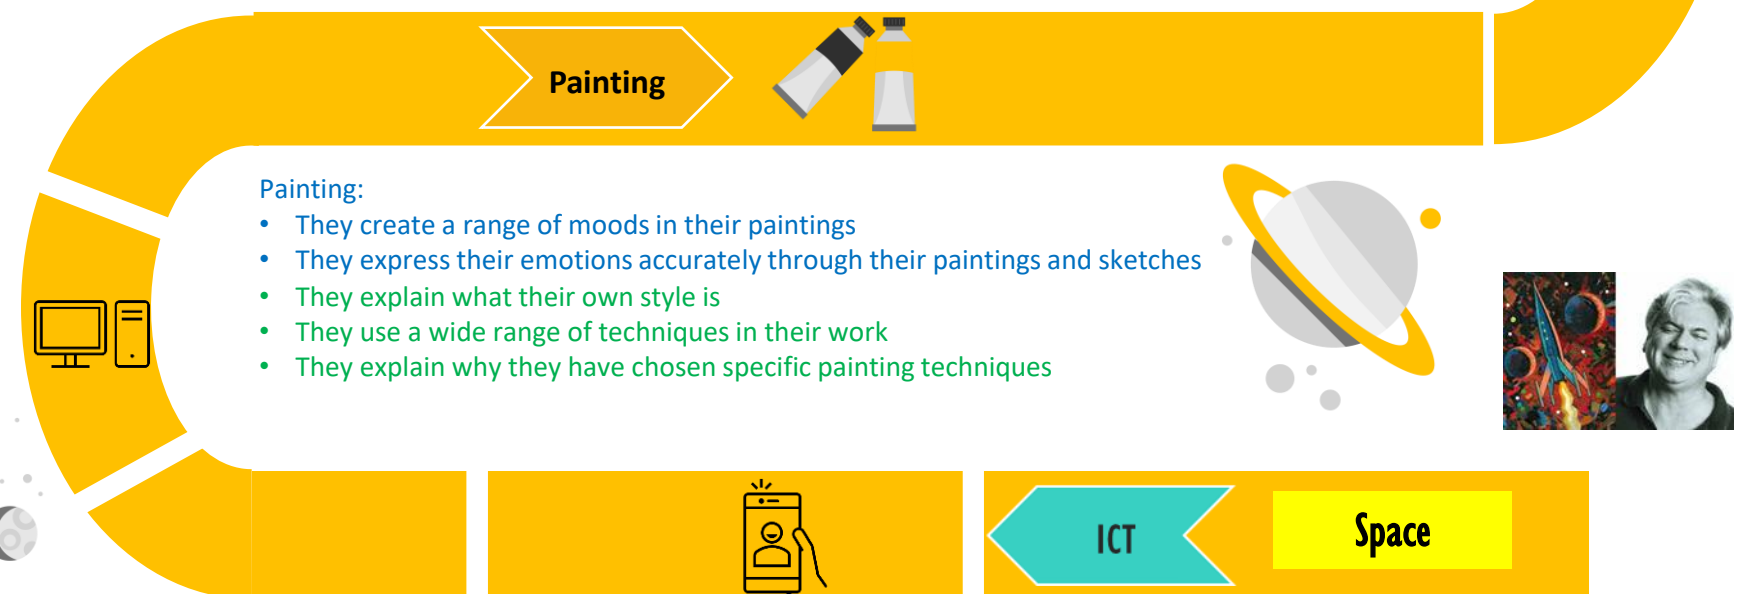 Painting
Painting:
• They create a range of moods in their paintings
• They express their emotions accurately through their paintings and sketches
• They explain what their own style is
• They use a wide range of techniques in their work
• They explain why they have chosen specific painting techniques
ICT
Space